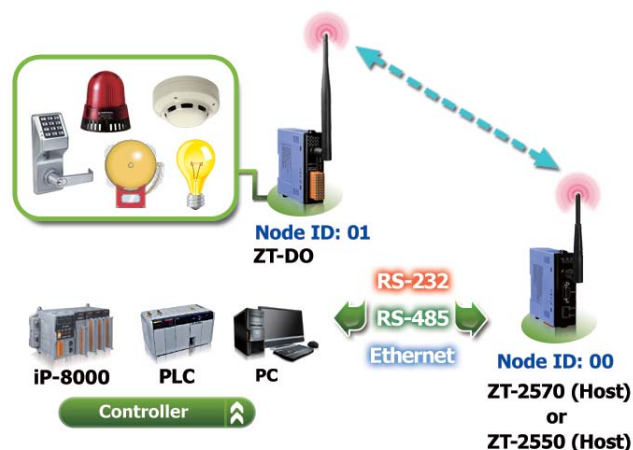 Node ID: 01
ZT-DO
RS-232
RS-485
Ethernet
iP-8000
PLC
PC
Controller
Node ID: 00
ZT-2570 (Host)
or
ZT-2550 (Host)